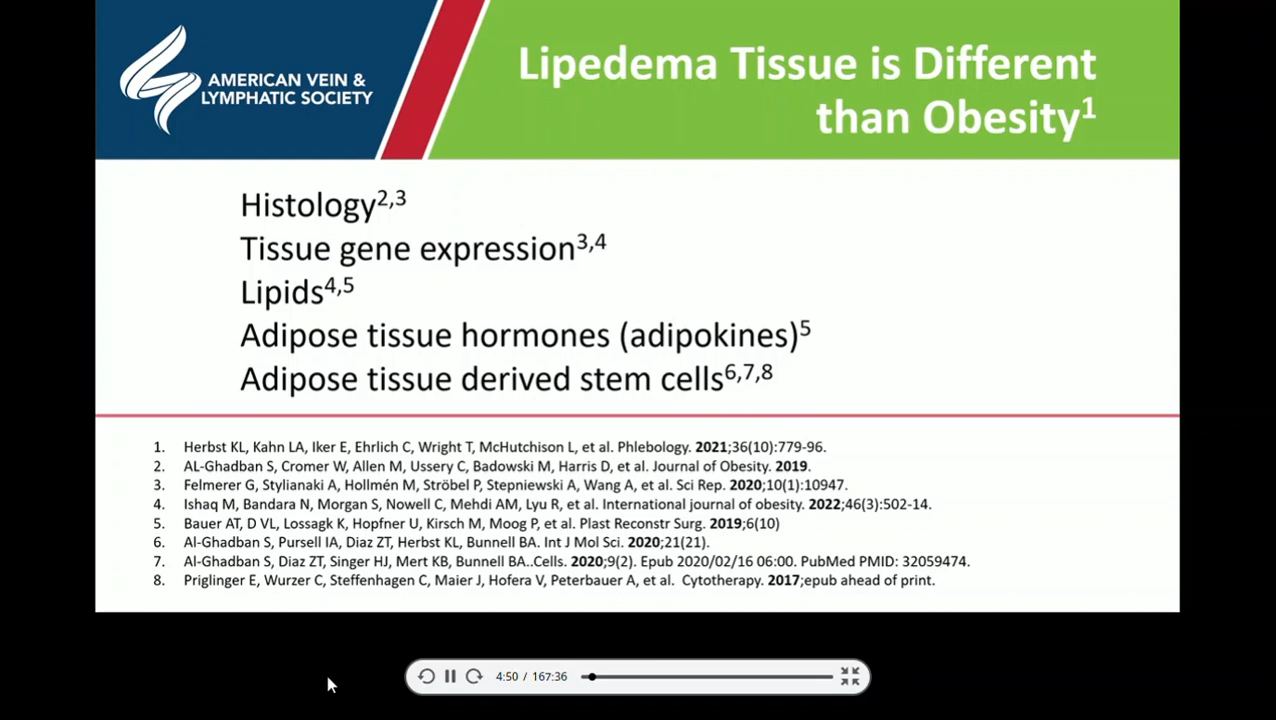 AMERICAN VEIN &
LYMPHATIC SOCIETY
Lipedema Tissue is Different
than Obesity1
Histology2,3
Tissue gene expression3,4
Lipids4,5
Adipose tissue hormones (adipokines)5
Adipose tissue derived stem cells6,7,8
1. Herbst KL, Kahn LA, Iker E, Ehrlich C, Wright T, McHutchison L, et al. Phlebology. 2021;36(10):779-96.
2. AL-Ghadban S, Cromer W, Allen M, Ussery C, Badowski M, Harris D, et al. Journal of Obesity. 2019.
3. Felmerer G, Stylianaki A, Hollmén M, Ströbel P, Stepniewski A, Wang A, et al. Sci Rep. 2020;10(1):10947.
4. Ishaq M, Bandara N, Morgan S, Nowell C, Mehdi AM, Lyu R, et al. International journal of obesity. 2022;46(3):502-14.
5. Bauer AT, D VL, Lossagk K, Hopfner U, Kirsch M, Moog P, et al. Plast Reconstr Surg. 2019;6(10)
6. Al-Ghadban S, Pursell IA, Diaz ZT, Herbst KL, Bunnell BA. Int J Mol Sci. 2020;21(21).
7. Al-Ghadban S, Diaz ZT, Singer HJ, Mert KB, Bunnell BA..Cells. 2020;9(2). Epub 2020/02/16 06:00. PubMed PMID: 32059474.
8. Priglinger E, Wurzer C, Steffenhagen C, Maier J, Hofera V, Peterbauer A, et al. Cytotherapy. 2017;epub ahead of print.
4:50 / 167:36